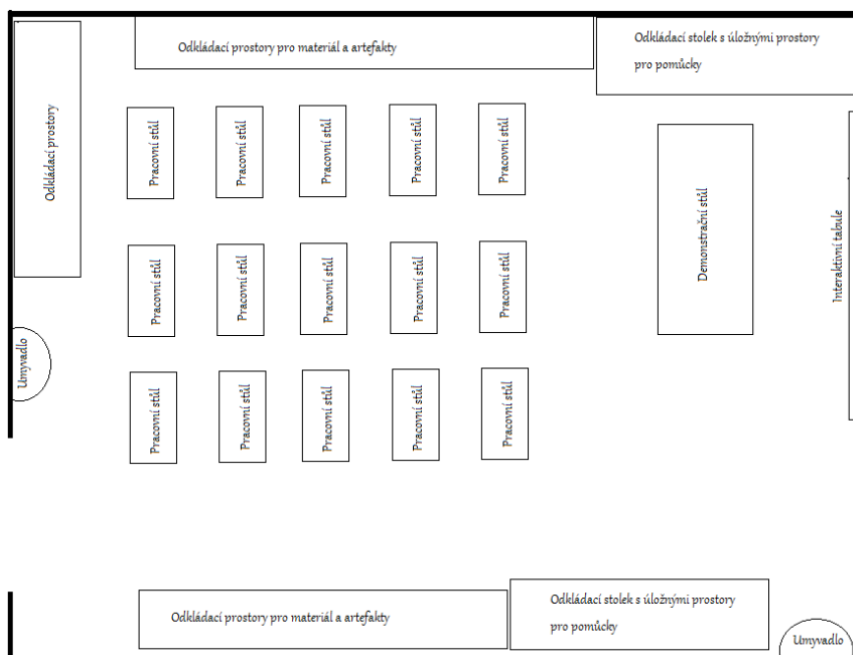 Odkládací prostory pro materiál a artefakty
Odkládací stolek s úložnými prostory
pro pomůcky
Odkládací prostory
Pracovní stůl
Pracovní stůl
Pracovní stůl
Pracovní stůl
Pracovní stůl
Demonstrační stůl
Interaktivní tabule
Pracovní stůl
Pracovní stůl
Pracovní stůl
Pracovní stůl
Pracovní stůl
Umyvadlo
Pracovní stůl
Pracovní stůl
Pracovní stůl
Pracovní stůl
Pracovní stůl
Odkládací prostory pro materiál a artefakty
Odkládací stolek s úložnými prostory
pro pomůcky
Umyvadlo